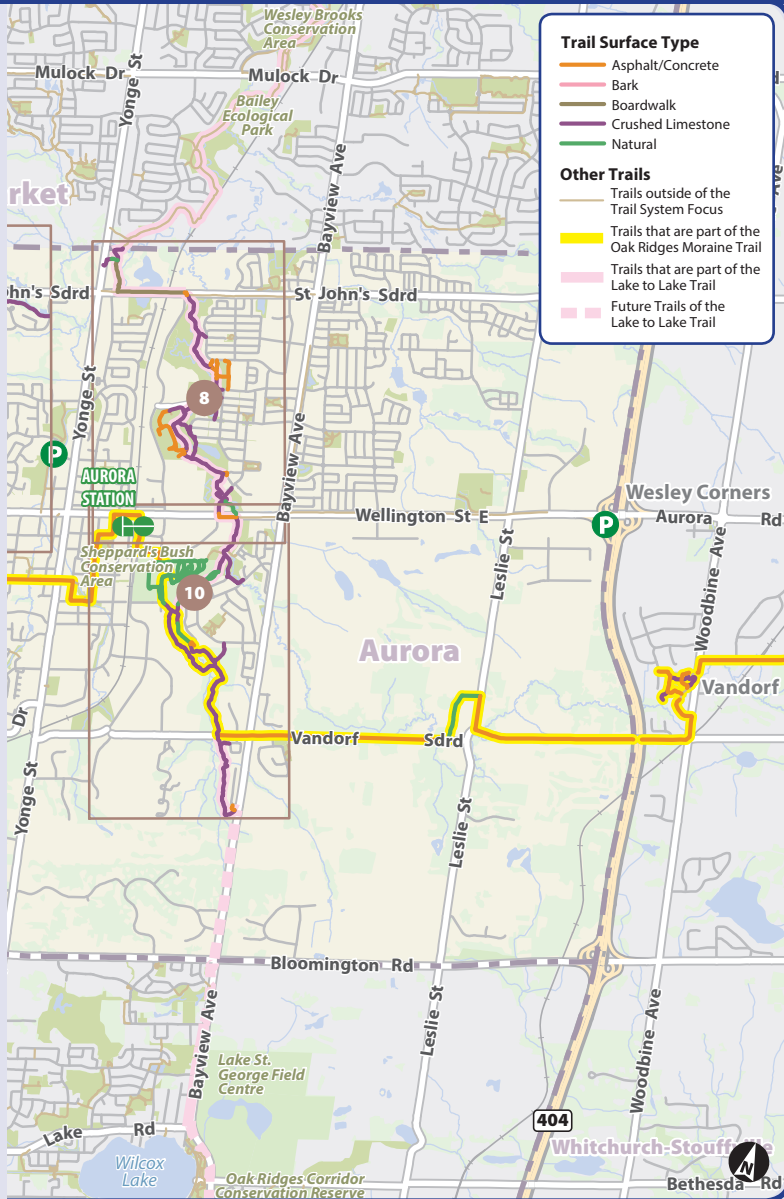 Wesley Brooks
Conservation
Area
Trail Surface Type
Asphalt/Concrete
Bark
Boardwalk
Crushed Limestone
Natural
Other Trails
Trails outside of the
Trail System Focus
Trails that are part of the
Oak Ridges Moraine Trail
Trails that are part of the
Lake to Lake Trail
Future Trails of the
Lake to Lake Trail
Mulock Dr
Mulock Dr
Yonge St
Bailey
Ecological
Park
Bayview Ave
d
Ave
rket
ohn's Sdrd
St John's Sdrd
Yonge St
8
P
AURORA
STATION
Bayview Ave
Wellington St E
Leslie St
P
Wesley Corners
Aurora Rd
Woodbine Ave
Sheppard's Bush
Conservation
Area
10
Aurora
Vandorf
Dr
Vandorf Sdrd
Yonge St
Leslie St
Bloomington Rd
Bayview Ave
Leslie St
Woodbine Ave
Lake St.
George Field
Centre
404
Lake Rd
Wilcox
Lake
Whitchurch-Stouffville
N
Oak Ridges Corridor
Conservation Reserve
Bethesda Rd